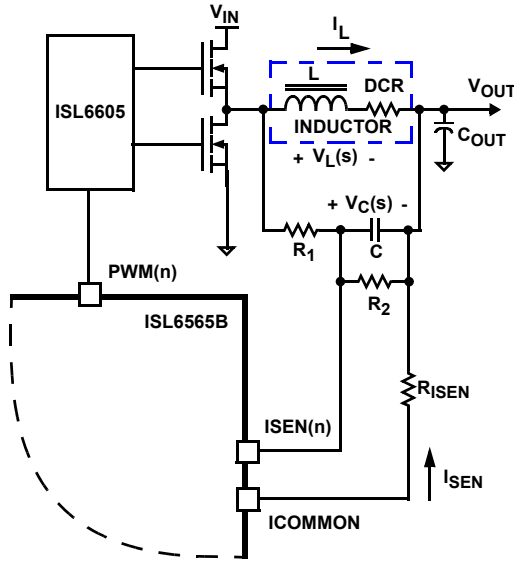 V_IN
I_L
L
DCR
V_OUT
ISL6605
INDUCTOR
C_OUT
+ V_L(s) -
+ V_C(s) -
R_1
C
PWM(n)
R_2
ISL6565B
R_ISEN
ISEN(n)
I_SEN
ICOMMON